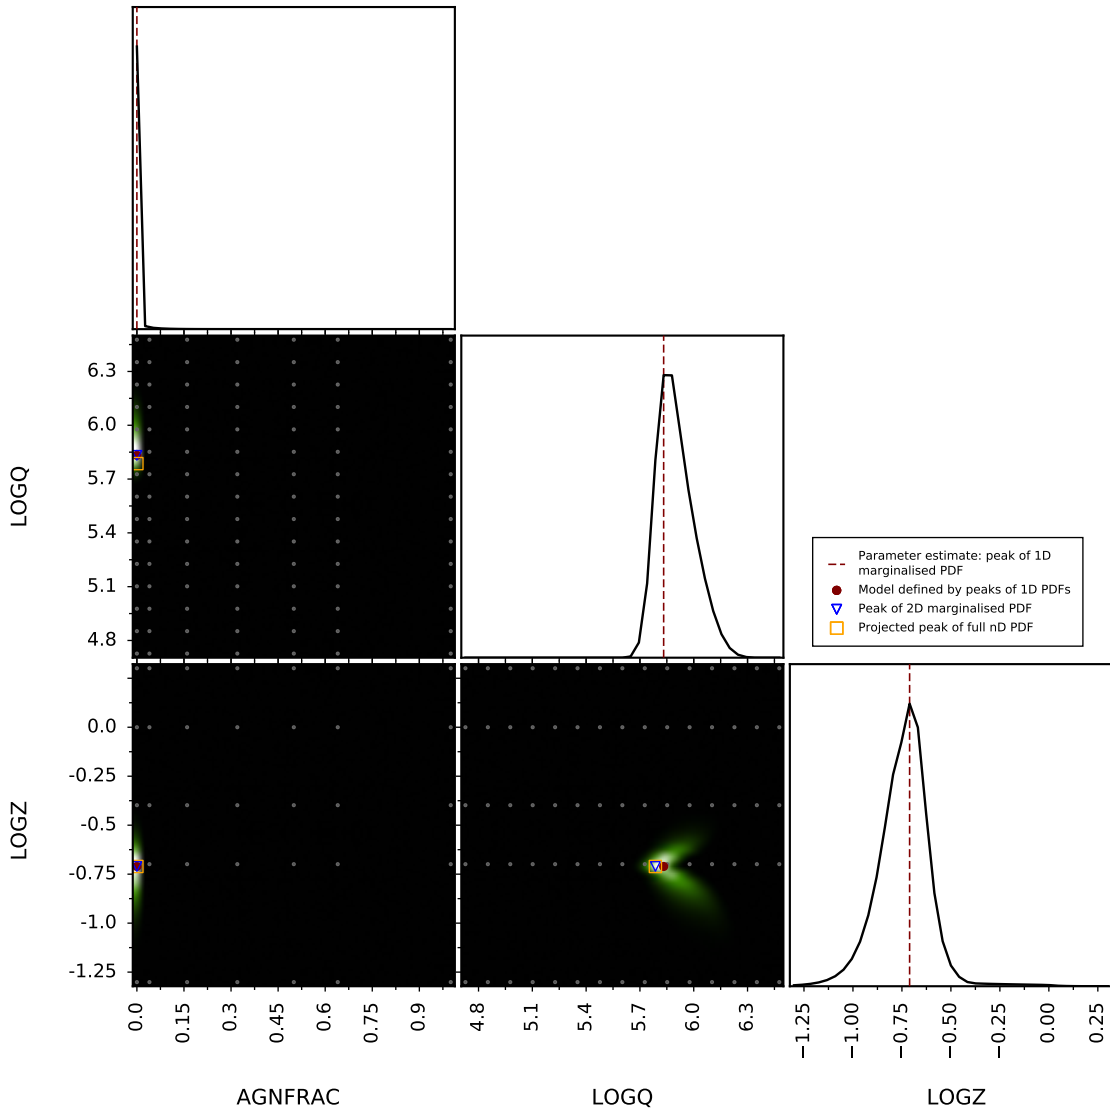 6.3
6.0
5.7
5.4
5.1
4.8
LOGQ
Parameter estimate: peak of 1D
marginalised PDF
Model defined by peaks of 1D PDFs
Peak of 2D marginalised PDF
Projected peak of full nD PDF
0.0
-0.25
-0.5
-0.75
-1.0
-1.25
LOGZ
0.0 0.15 0.3 0.45 0.6 0.75 0.9
4.8 5.1 5.4 5.7 6.0 6.3
−1.25 −1.00 −0.75 −0.50 −0.25 0.00 0.25
AGNFRAC LOGQ LOGZ